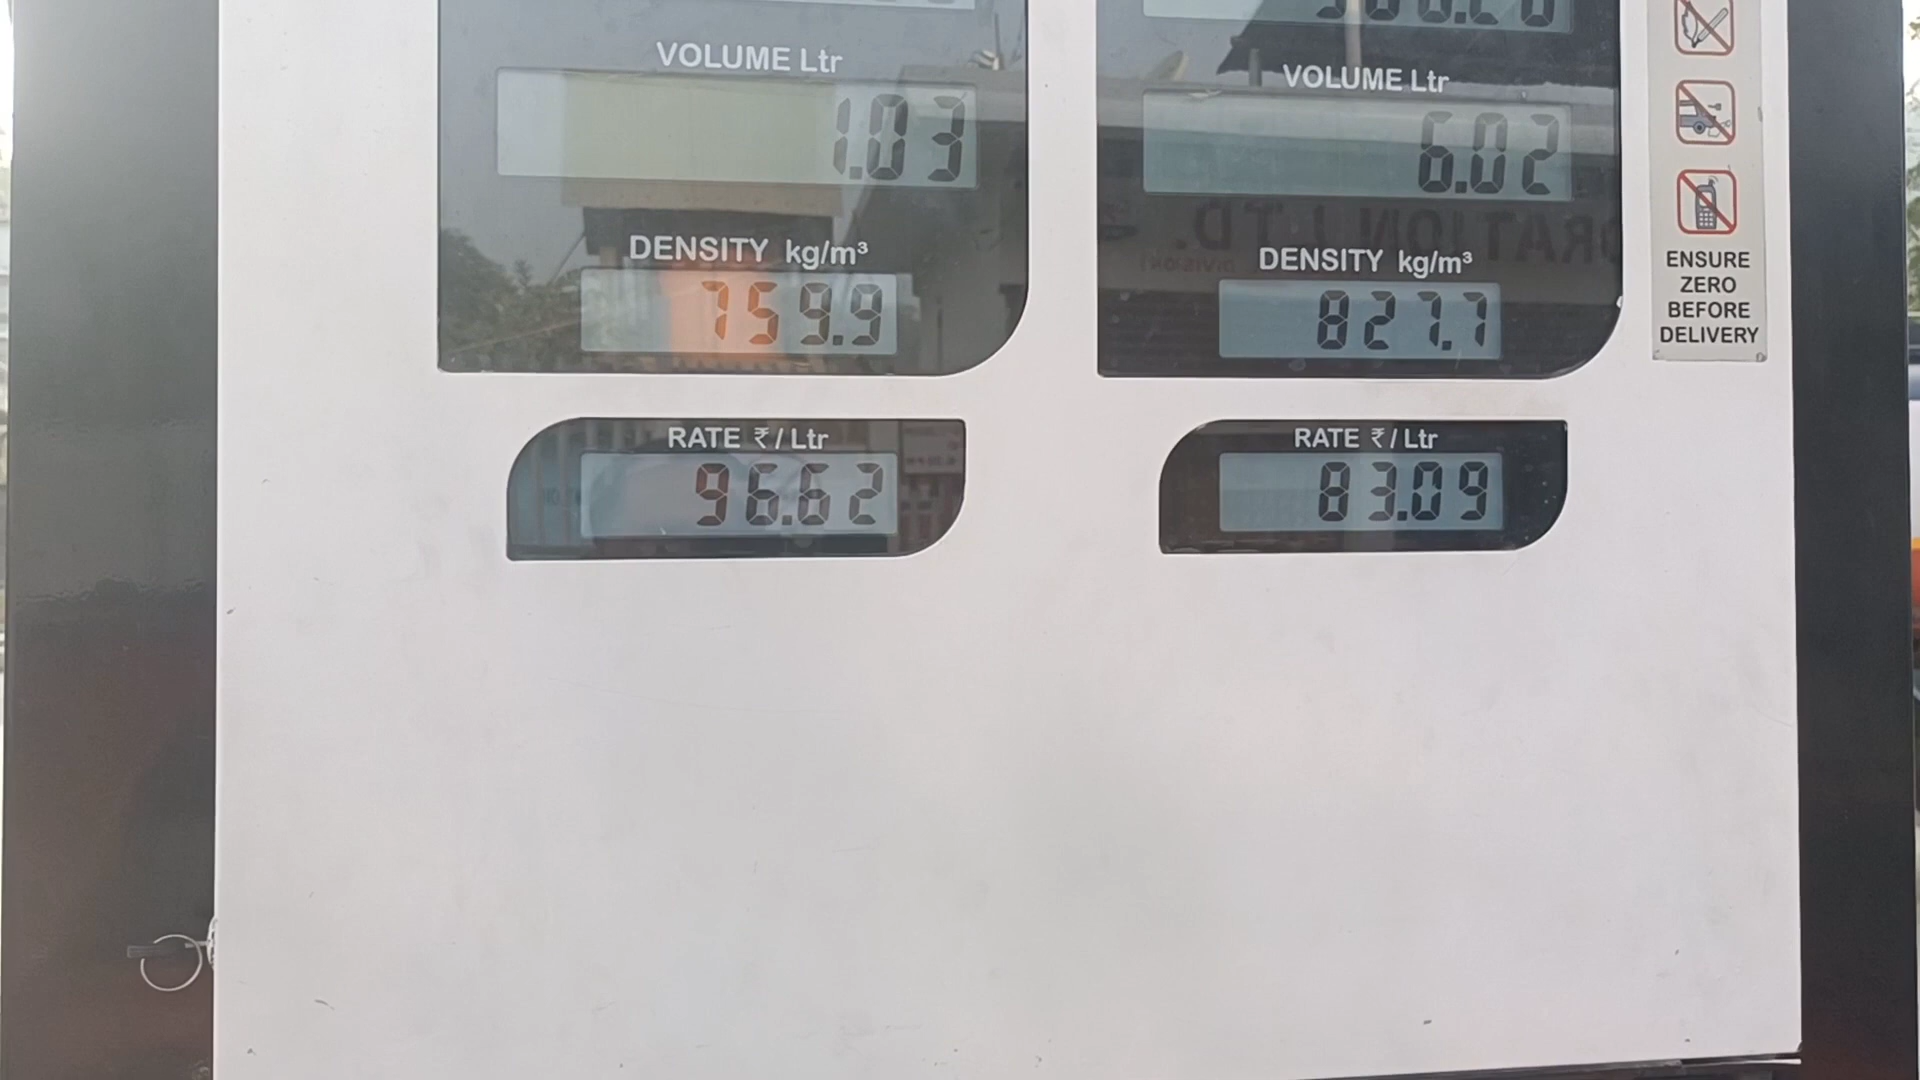 VOLUME Ltr
1.03
DENSITY kg/m³
759.9
RATE ₹/Ltr
96.62
VOLUME Ltr
6.02
DENSITY kg/m³
827.7
RATE ₹/Ltr
83.09
ENSURE
ZERO
BEFORE
DELIVERY